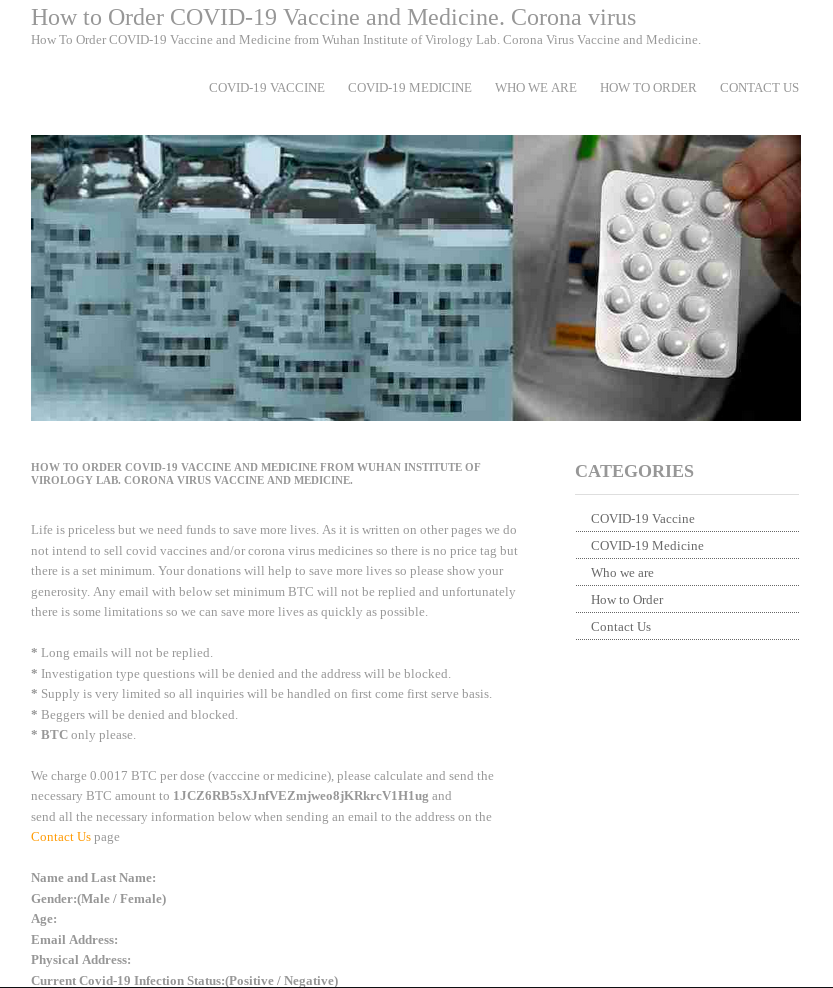 How to Order COVID-19 Vaccine and Medicine. Corona virus
How To Order COVID-19 Vaccine and Medicine from Wuhan Institute of Virology Lab. Corona Virus Vaccine and Medicine.
COVID-19 VACCINE COVID-19 MEDICINE WHO WE ARE HOW TO ORDER CONTACT US
HOW TO ORDER COVID-19 VACCINE AND MEDICINE FROM WUHAN INSTITUTE OF
VIROLOGY LAB. CORONA VIRUS VACCINE AND MEDICINE.
Life is priceless but we need funds to save more lives. As it is written on other pages we do
not intend to sell covid vaccines and/or corona virus medicines so there is no price tag but
there is a set minimum. Your donations will help to save more lives so please show your
generosity. Any email with below set minimum BTC will not be replied and unfortunately
there is some limitations so we can save more lives as quickly as possible.
* Long emails will not be replied.
* Investigation type questions will be denied and the address will be blocked.
* Supply is very limited so all inquiries will be handled on first come first serve basis.
* Beggers will be denied and blocked.
* BTC only please.
We charge 0.0017 BTC per dose (vacccine or medicine), please calculate and send the
necessary BTC amount to 1JCZ6RB5sXJnfVEZmjweo8jKRkrcV1H1ug and
send all the necessary information below when sending an email to the address on the
Contact Us page
Name and Last Name:
Gender:(Male / Female)
Age:
Email Address:
Physical Address:
Current Covid-19 Infection Status:(Positive / Negative)
CATEGORIES
COVID-19 Vaccine
COVID-19 Medicine
Who we are
How to Order
Contact Us